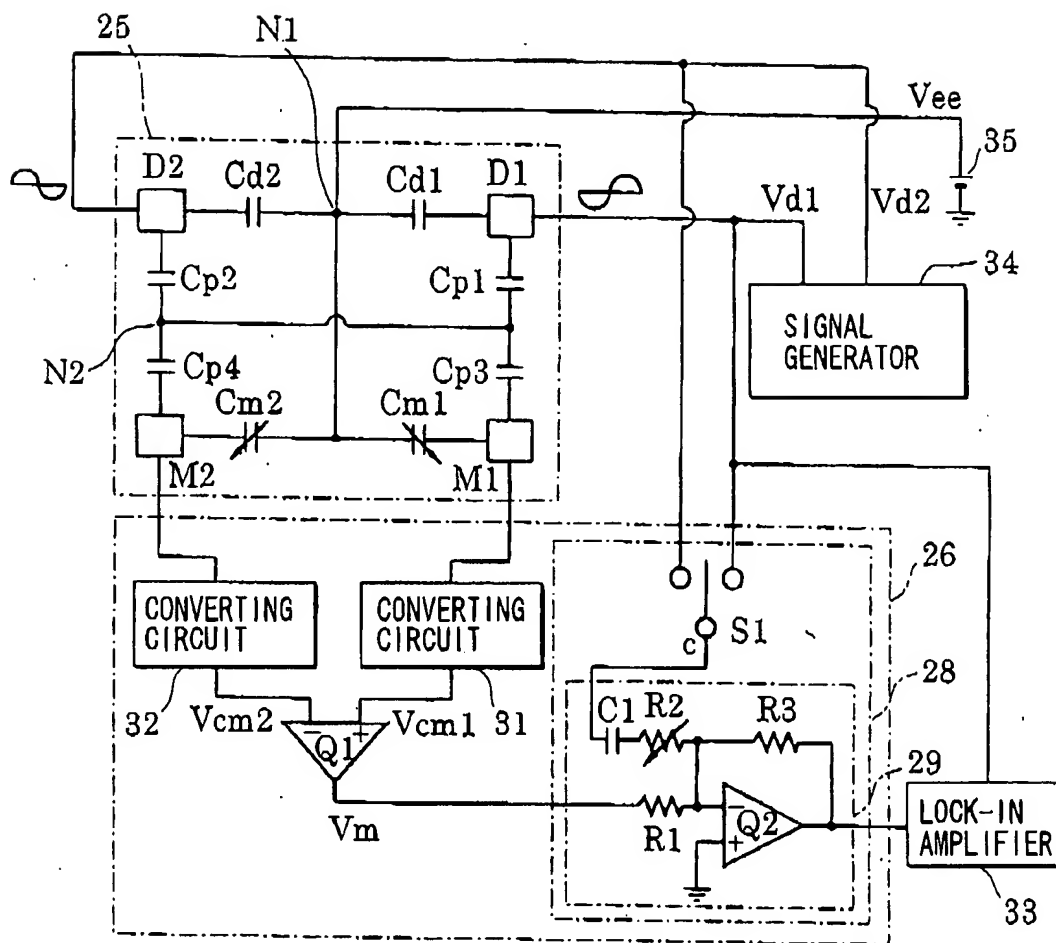 25
N1
Vee
35
D2
Cd2
Cd1
D1
Vd1
Vd2
34
Cp2
Cp1
SIGNAL
GENERATOR
N2
Cp4
Cp3
Cm2
Cm1
M2
M1
26
CONVERTING
CIRCUIT
CONVERTING
CIRCUIT
c
S1
28
32
Vcm2
Vcm1
31
C1
R2
R3
29
−
Q1
+
Vm
R1
−
Q2
+
LOCK-IN
AMPLIFIER
33